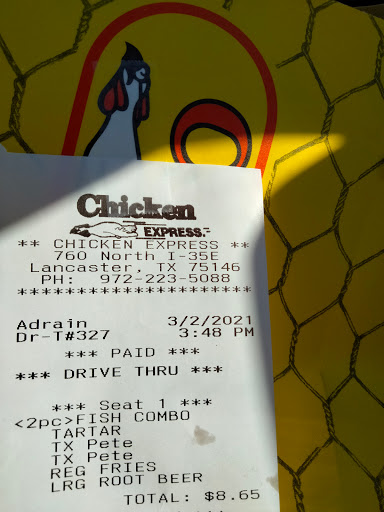 Chicken
EXPRESS
** CHICKEN EXPRESS **
760 North I-35E
Lancaster, TX 75146
PH: 972-223-5088
**********************
Adrain 3/2/2021
Dr-T#327 3:48 PM
*** PAID ***
*** DRIVE THRU ***
*** Seat 1 ***
<2pc>FISH COMBO
TARTAR
TX Pete
TX Pete
REG FRIES
LRG ROOT BEER
TOTAL: $8.65